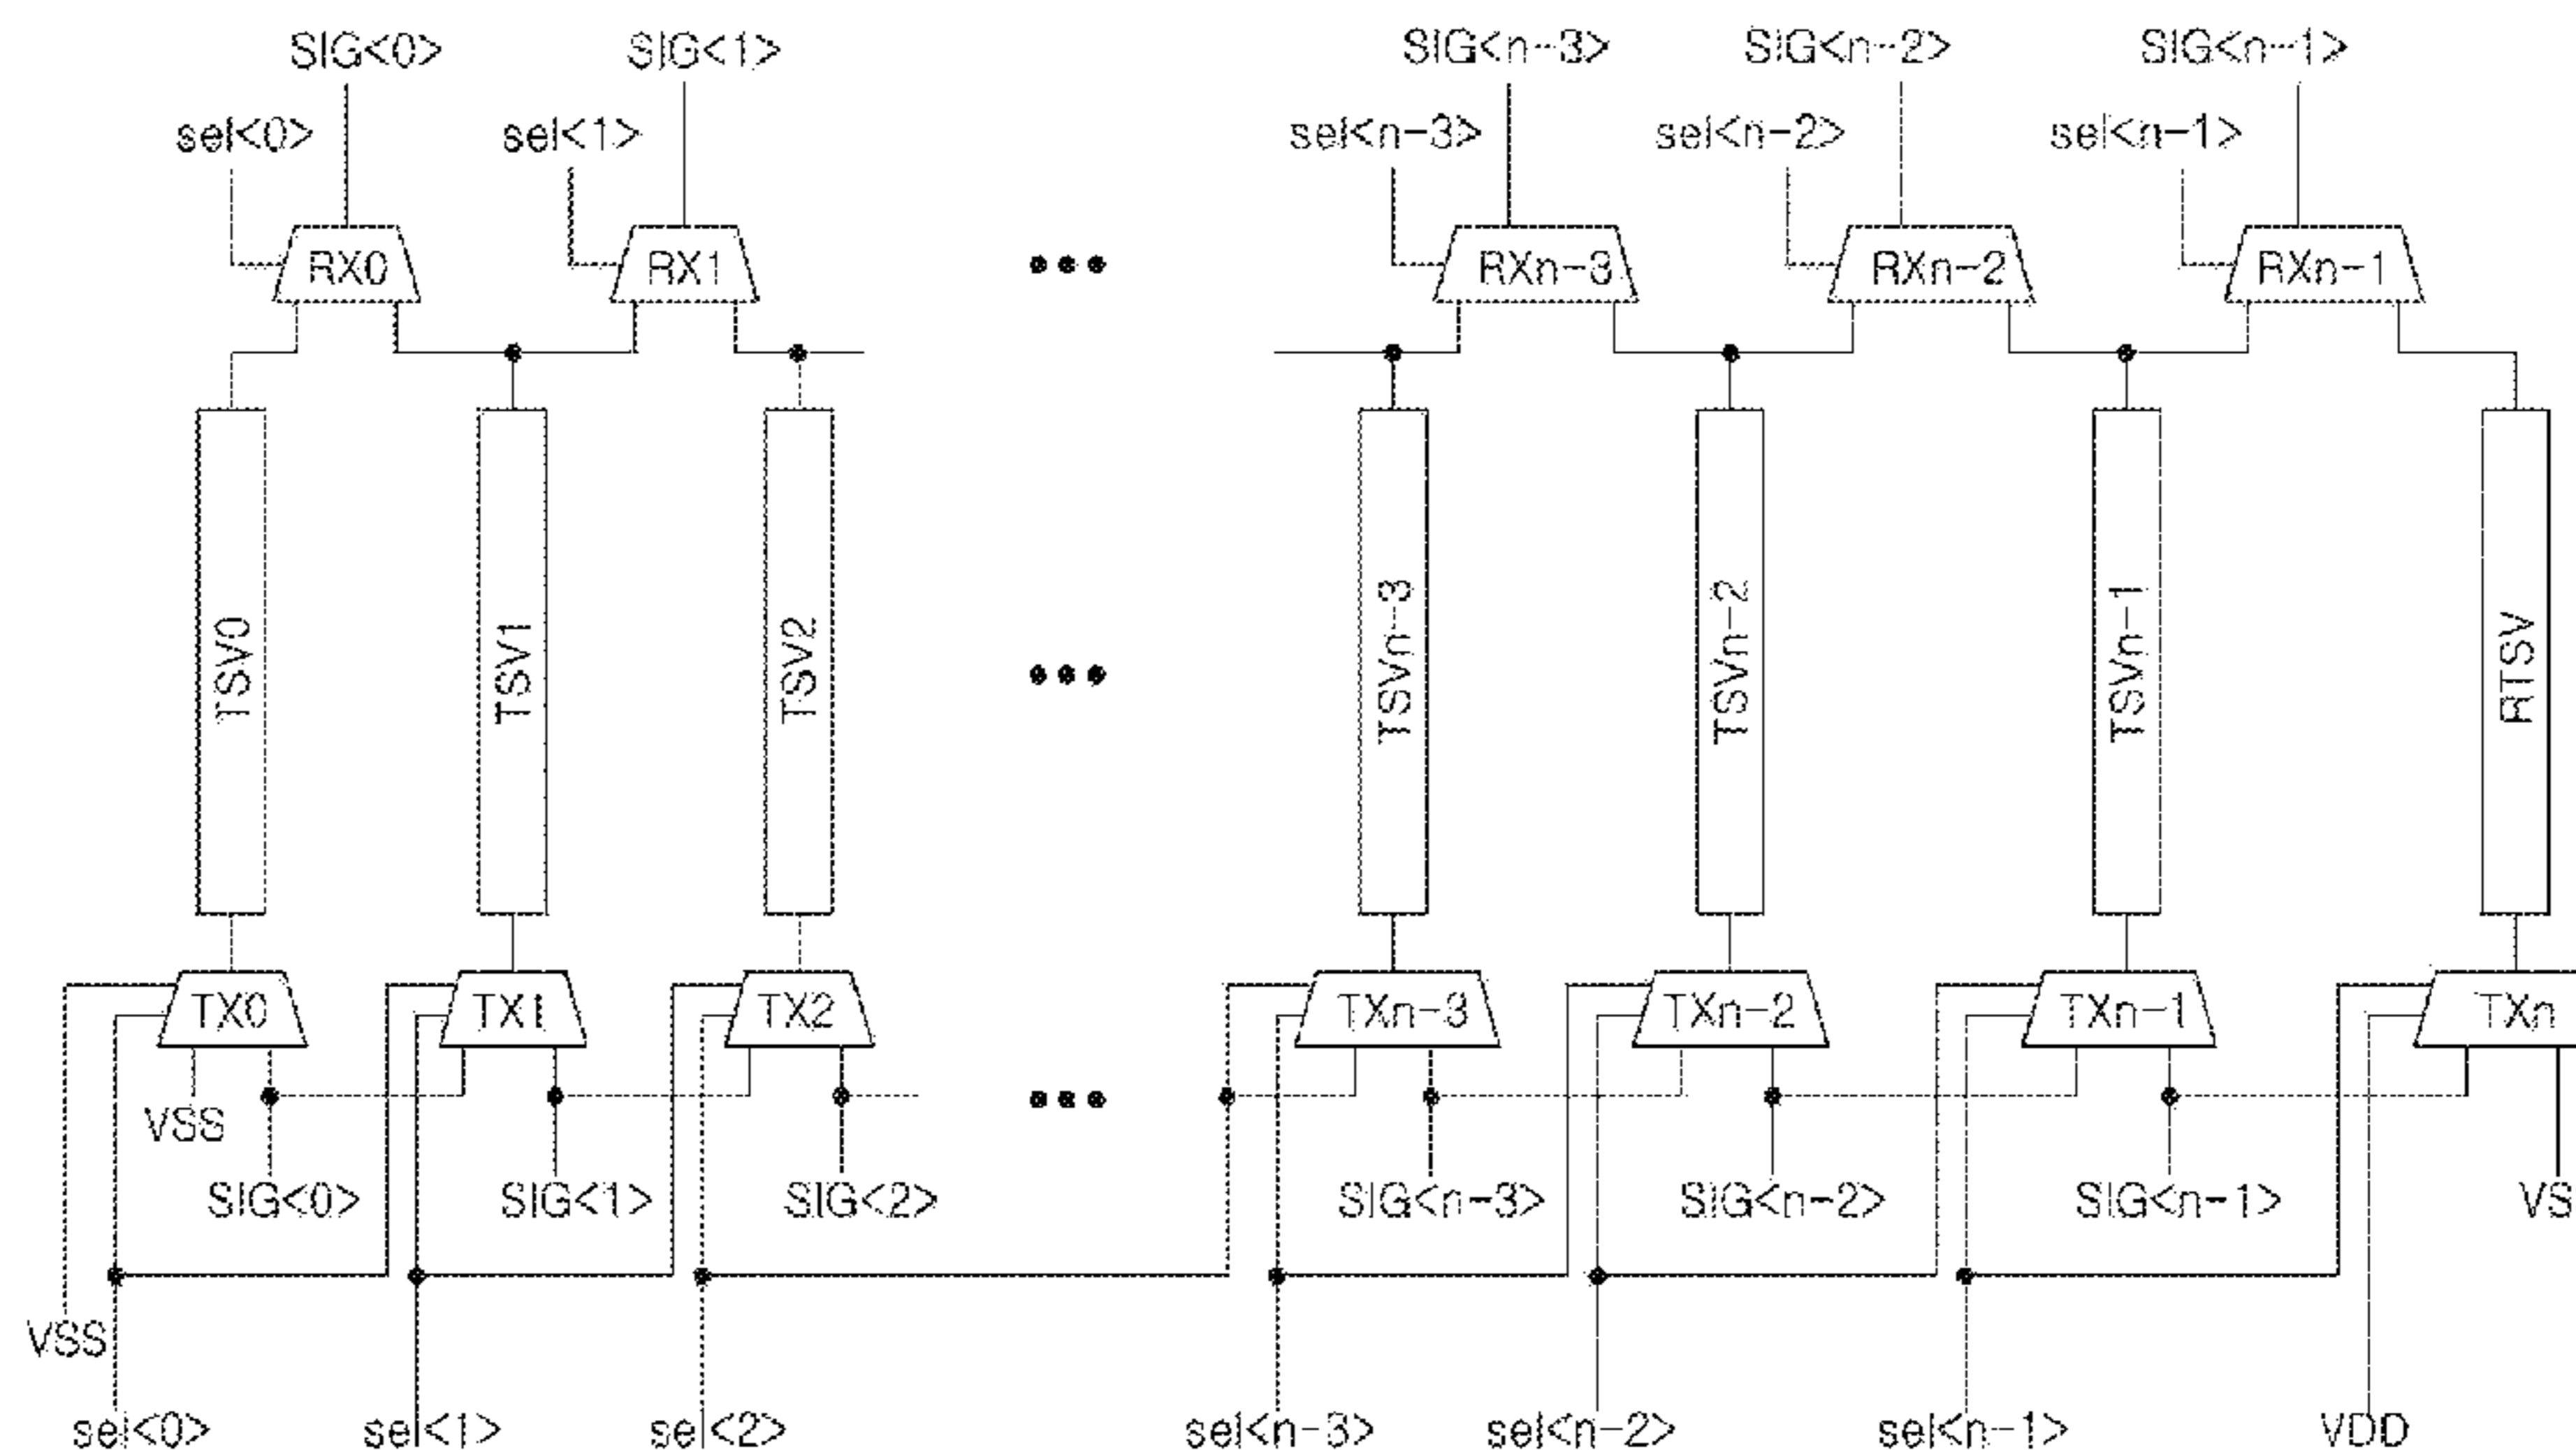 SIG<0> SIG<1> SIG<n-3> SIG<n-2> SIG<n-1>
sel<0> sel<1> sel<n-3> sel<n-2> sel<n-1>
RX0 RX1 RXn-3 RXn-2 RXn-1
TSV0 TSV1 TSV2 TSVn-3 TSVn-2 TSVn-1 RTSV
TX0 TX1 TX2 TXn-3 TXn-2 TXn-1 TXn
VSS
SIG<0> SIG<1> SIG<2> SIG<n-3> SIG<n-2> SIG<n-1> VS
VSS
sel<0> sel<1> sel<2> sel<n-3> sel<n-2> sel<n-1> VDD